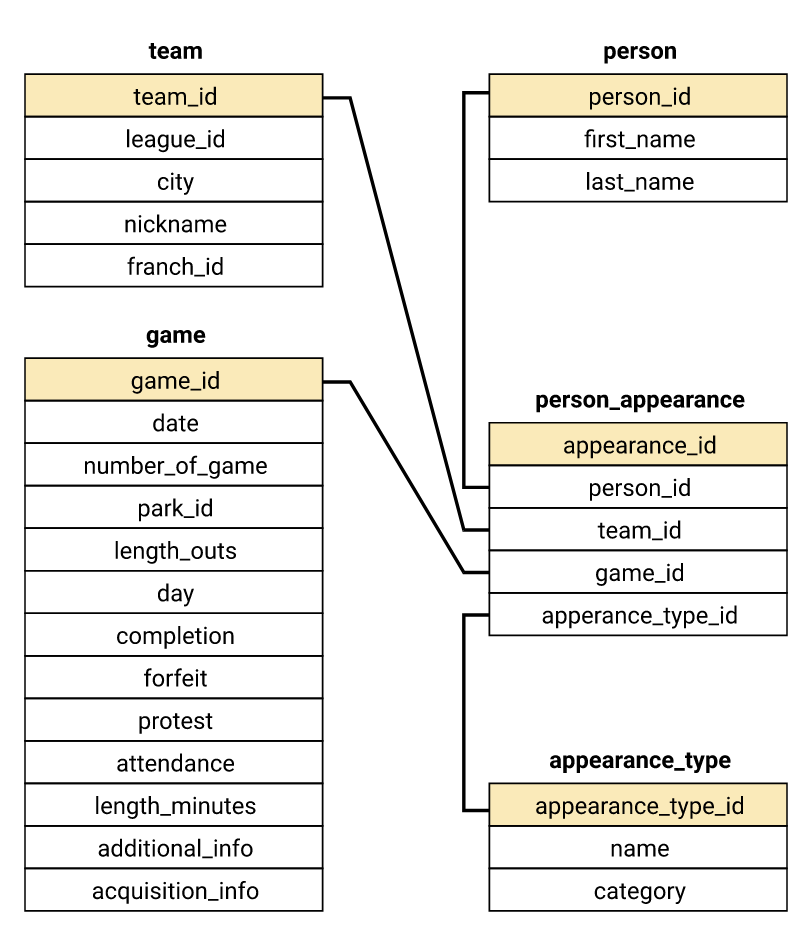 team
team_id
league_id
city
nickname
franch_id
game
game_id
date
number_of_game
park_id
length_outs
day
completion
forfeit
protest
attendance
length_minutes
additional_info
acquisition_info
person
person_id
first_name
last_name
person_appearance
appearance_id
person_id
team_id
game_id
apperance_type_id
appearance_type
appearance_type_id
name
category